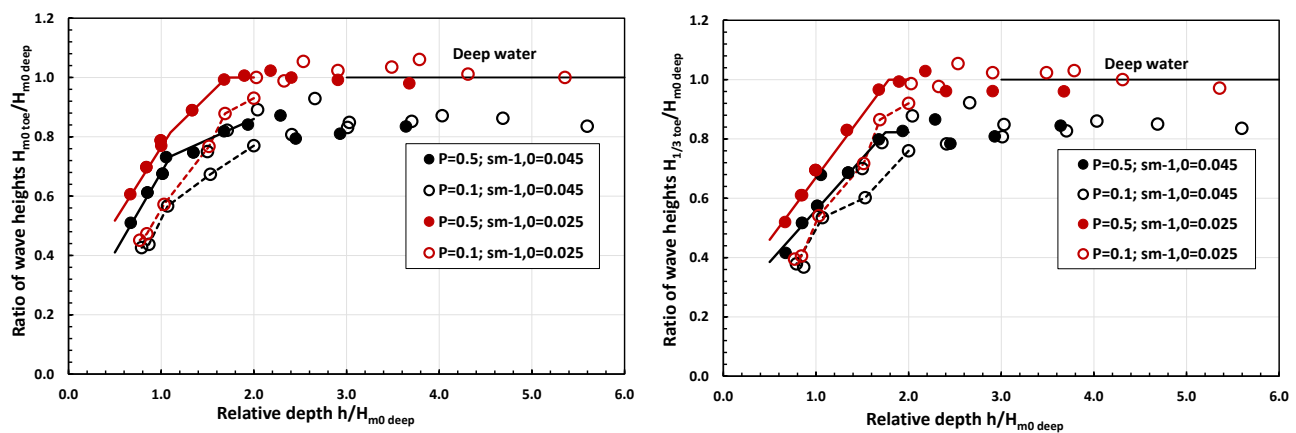 Ratio of wave heights Hm0 toe/Hm0 deep
1.2
1.0
0.8
0.6
0.4
0.2
0.0
Deep water
P=0.5; sm-1,0=0.045
P=0.1; sm-1,0=0.045
P=0.5; sm-1,0=0.025
P=0.1; sm-1,0=0.025
0.0 1.0 2.0 3.0 4.0 5.0 6.0
Relative depth h/Hm0 deep
Ratio of wave heights H1/3 toe/Hm0 deep
1.2
1.0
0.8
0.6
0.4
0.2
0.0
Deep water
P=0.5; sm-1,0=0.045
P=0.1; sm-1,0=0.045
P=0.5; sm-1,0=0.025
P=0.1; sm-1,0=0.025
0.0 1.0 2.0 3.0 4.0 5.0 6.0
Relative depth h/Hm0 deep